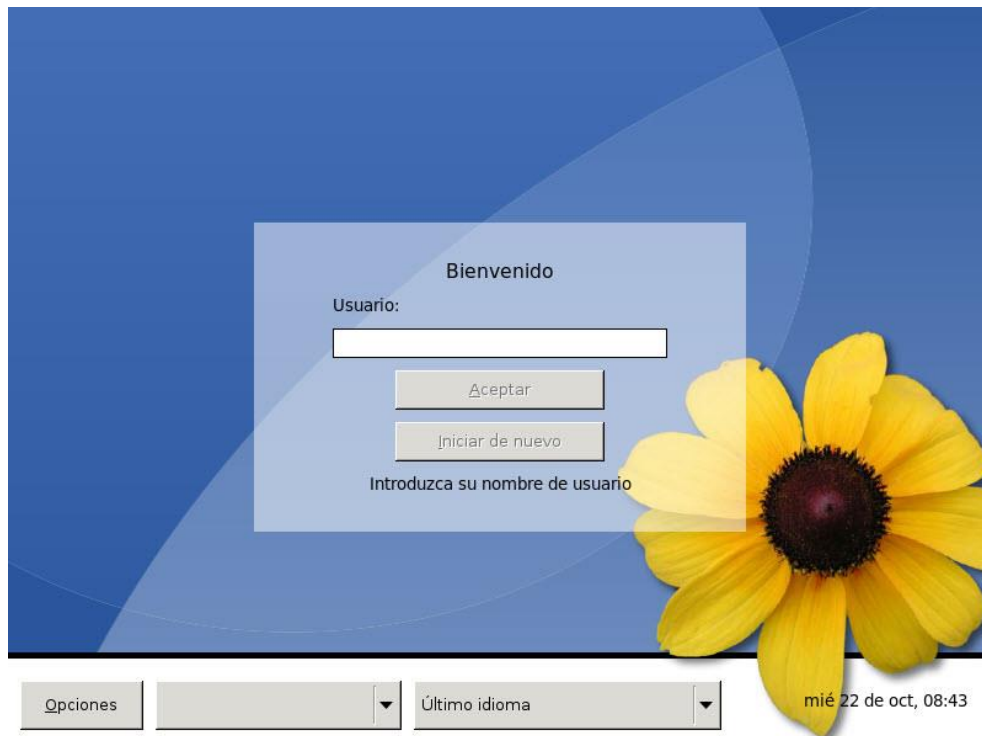 Bienvenido
Usuario:
Aceptar
Iniciar de nuevo
Introduzca su nombre de usuario
Opciones
Último idioma
mié 22 de oct, 08:43